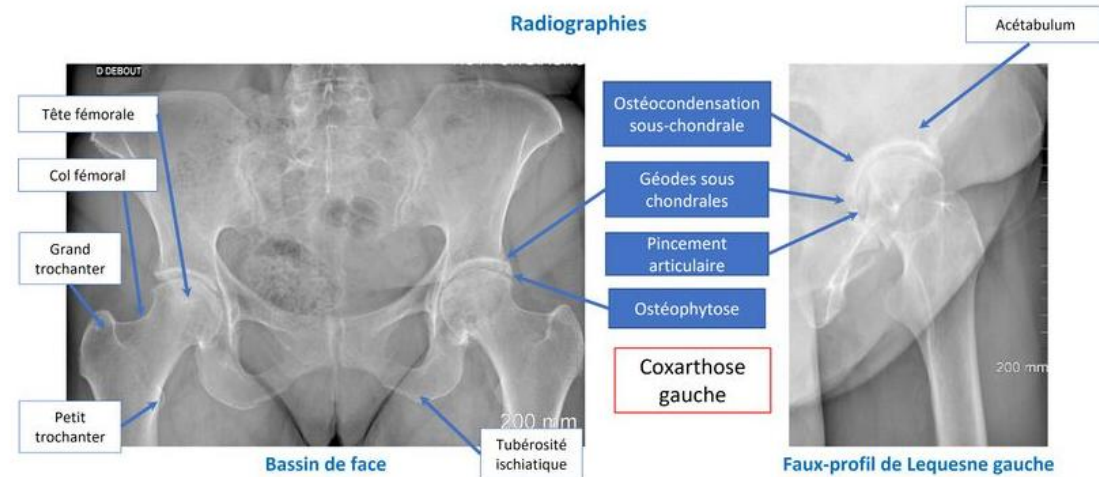 Radiographies
Acétabulum
D DEBOUT
Tête fémorale
Col fémoral
Grand
trochanter
Petit
trochanter
Ostéocondensation
sous-chondrale
Géodes sous
chondrales
Pincement
articulaire
Ostéophytose
Coxarthose
gauche
Tubérosité
ischiatique
200 mm
200 mm
Bassin de face
Faux-profil de Lequesne gauche